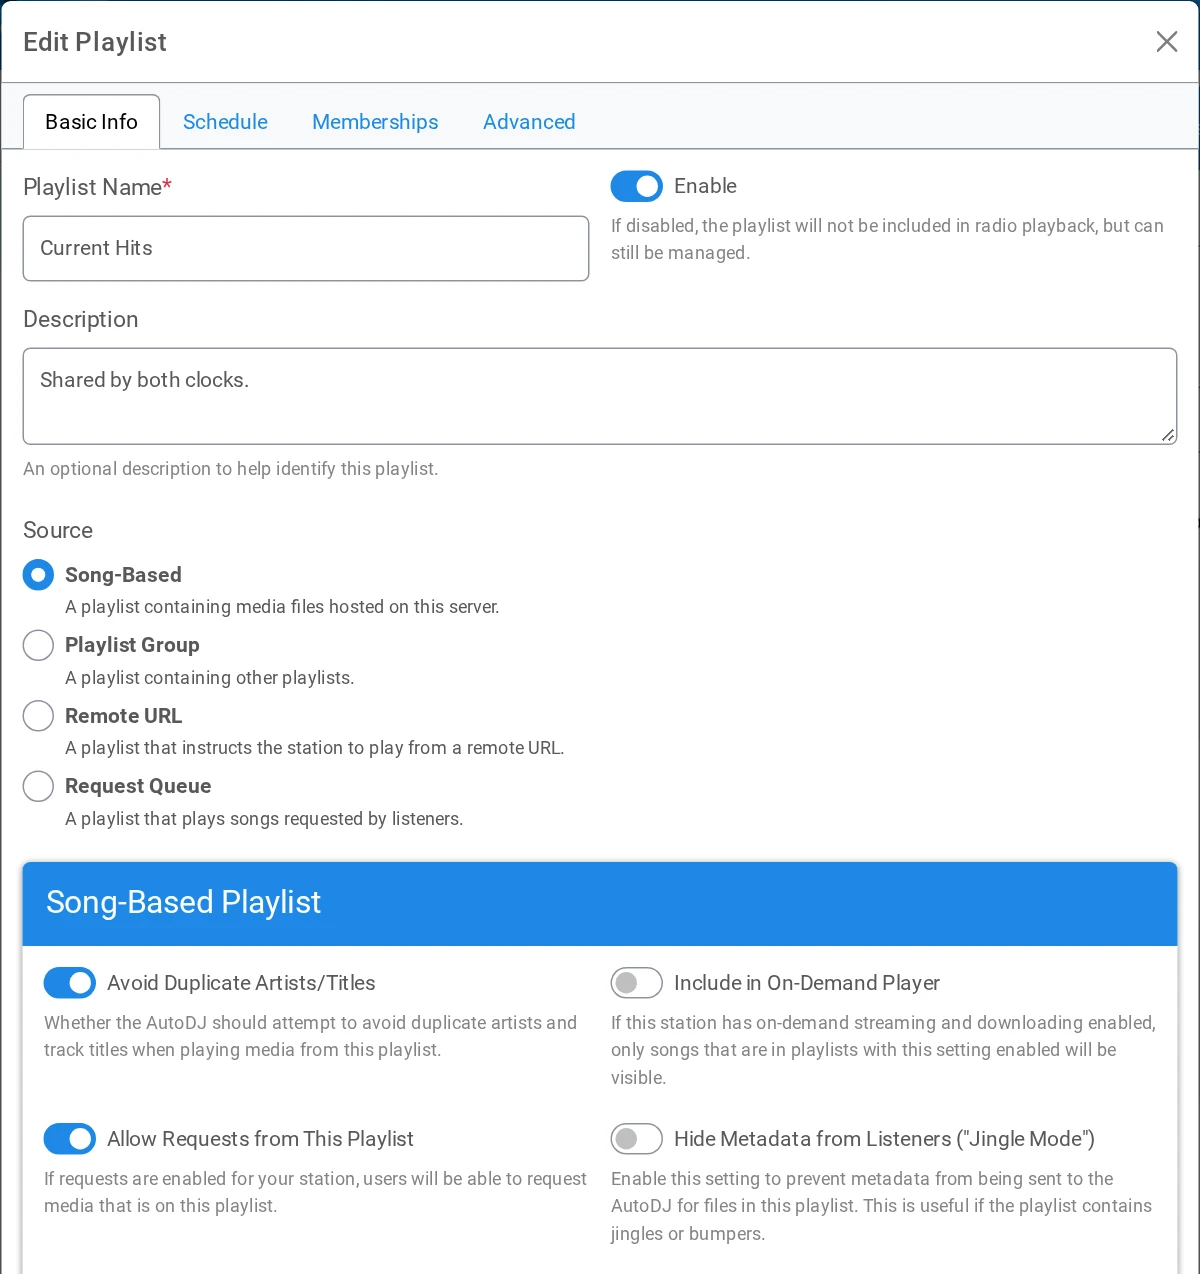 Edit Playlist
Basic Info
Schedule
Memberships
Advanced
Playlist Name*
Current Hits
Enable
If disabled, the playlist will not be included in radio playback, but can
still be managed.
Description
Shared by both clocks.
An optional description to help identify this playlist.
Source
Song-Based
A playlist containing media files hosted on this server.
Playlist Group
A playlist containing other playlists.
Remote URL
A playlist that instructs the station to play from a remote URL.
Request Queue
A playlist that plays songs requested by listeners.
Song-Based Playlist
Avoid Duplicate Artists/Titles
Whether the AutoDJ should attempt to avoid duplicate artists and
track titles when playing media from this playlist.
Include in On-Demand Player
If this station has on-demand streaming and downloading enabled,
only songs that are in playlists with this setting enabled will be
visible.
Allow Requests from This Playlist
If requests are enabled for your station, users will be able to request
media that is on this playlist.
Hide Metadata from Listeners ("Jingle Mode")
Enable this setting to prevent metadata from being sent to the
AutoDJ for files in this playlist. This is useful if the playlist contains
jingles or bumpers.